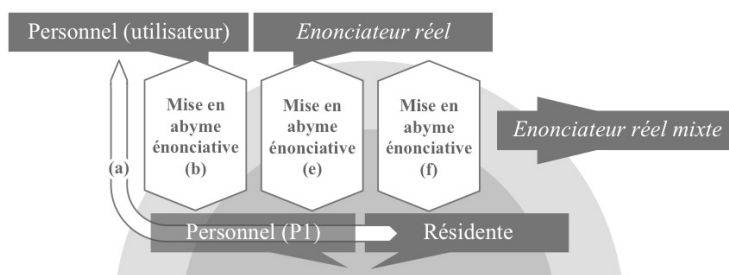 Personnel (utilisateur)
Enonciateur réel
Mise en
abyme
énonciative
(b)
Mise en
abyme
énonciative
(e)
Mise en
abyme
énonciative
(f)
Enonciateur réel mixte
(a)
Personnel (P1)
Résidente